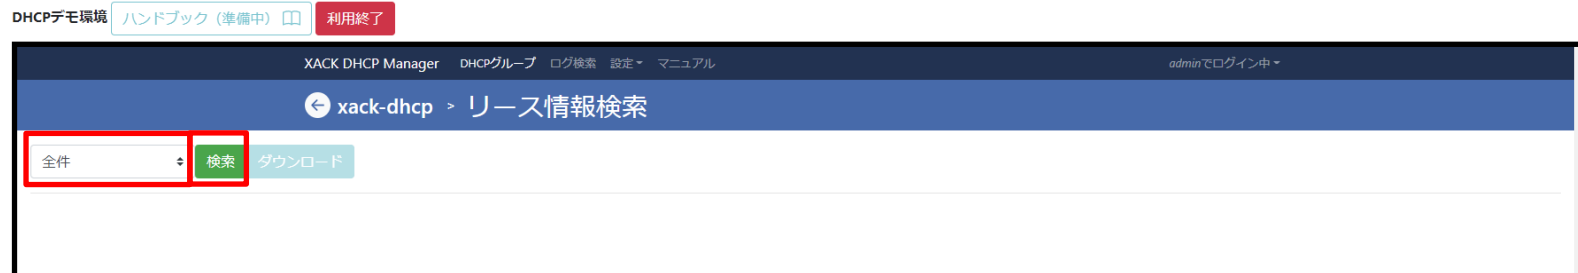 DHCPデモ環境 ハンドブック（準備中） 利用終了
XACK DHCP Manager DHCPグループ ログ検索 設定 マニュアル adminでログイン中
xack-dhcp > リース情報検索
全件 検索 ダウンロード